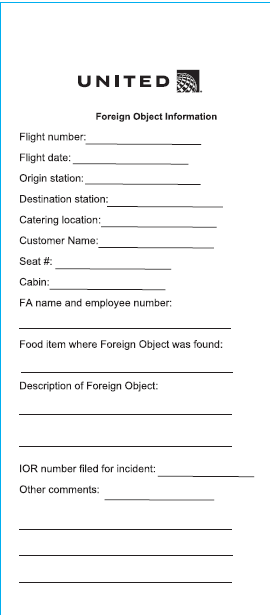 UNITED
Foreign Object Information
Flight number:
Flight date:
Origin station:
Destination station:
Catering location:
Customer Name:
Seat #:
Cabin:
FA name and employee number:
Food item where Foreign Object was found:
Description of Foreign Object:
IOR number filed for incident:
Other comments: